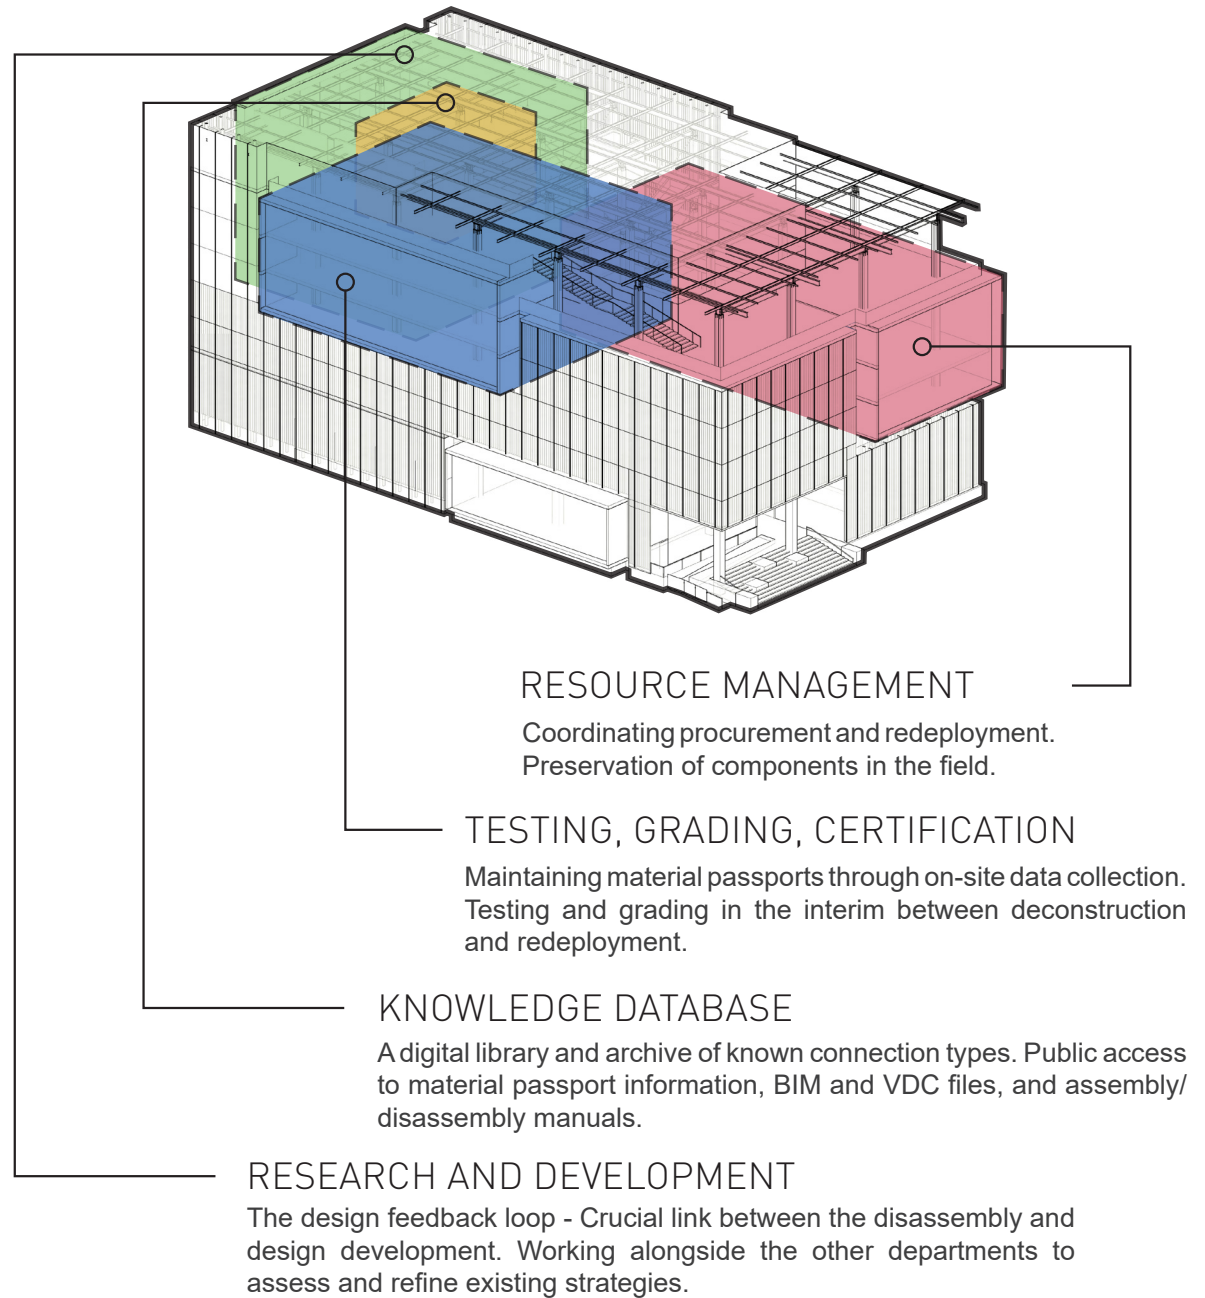 RESOURCE MANAGEMENT
Coordinating procurement and redeployment.
Preservation of components in the field.
TESTING, GRADING, CERTIFICATION
Maintaining material passports through on-site data collection.
Testing and grading in the interim between deconstruction
and redeployment.
KNOWLEDGE DATABASE
A digital library and archive of known connection types. Public access
to material passport information, BIM and VDC files, and assembly/
disassembly manuals.
RESEARCH AND DEVELOPMENT
The design feedback loop - Crucial link between the disassembly and
design development. Working alongside the other departments to
assess and refine existing strategies.